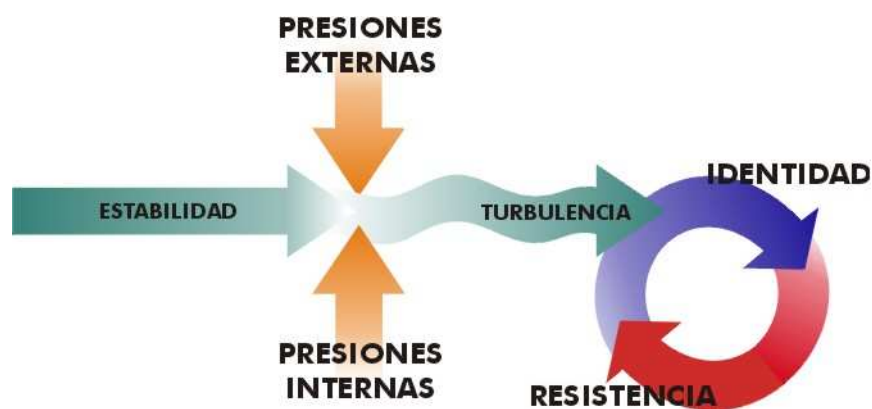 PRESIONES
EXTERNAS
IDENTIDAD
ESTABILIDAD
TURBULENCIA
PRESIONES
INTERNAS
RESISTENCIA